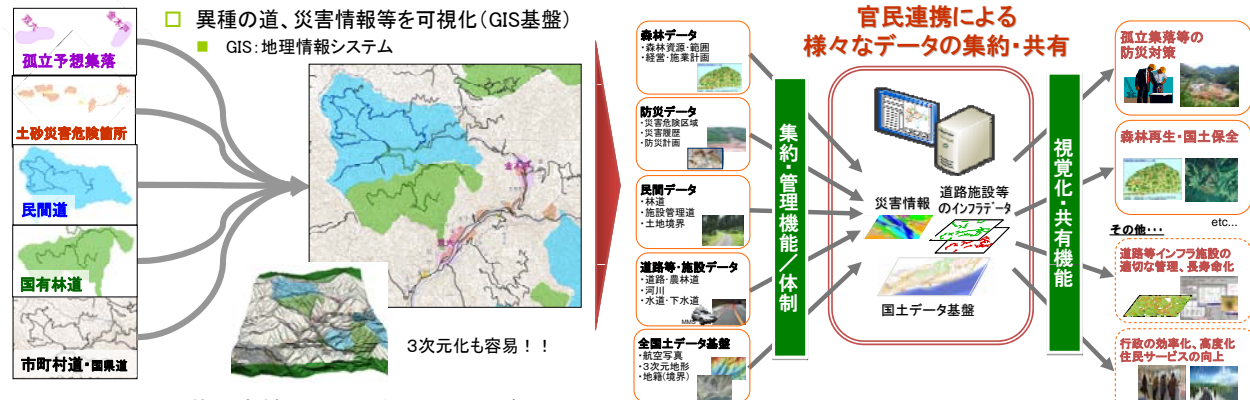 □ 異種の道、災害情報等を可視化（GIS基盤）
■ GIS：地理情報システム
孤立予想集落
土砂災害危険箇所
民間道
国有林道
市町村道・国県道
3次元化も容易！！
官民連携による
様々なデータの集約・共有
森林データ
・森林資源・範囲
・経営・施業計画
防災データ
・災害危険区域
・災害履歴
・防災計画
民間データ
・林道
・施設管理道
・土地境界
道路等・施設データ
・道路・農林道
・河川
・水道・下水道
MMS
全国土データ基盤
・航空写真
・3次元地形
・地籍（境界）
集約・管理機能／体制
災害情報
道路施設等
のインフラデータ
国土データ基盤
視覚化・共有機能
孤立集落等の
防災対策
森林再生・国土保全
etc...
その他・・・
道路等インフラ施設の
適切な管理、長寿命化
行政の効率化、高度化
住民サービスの向上